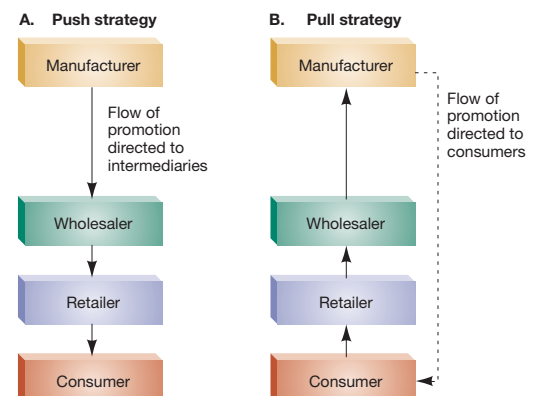 A. Push strategy
Manufacturer
Flow of
promotion
directed to
intermediaries
Wholesaler
Retailer
Consumer
B. Pull strategy
Manufacturer
Flow of
promotion
directed to
consumers
Wholesaler
Retailer
Consumer